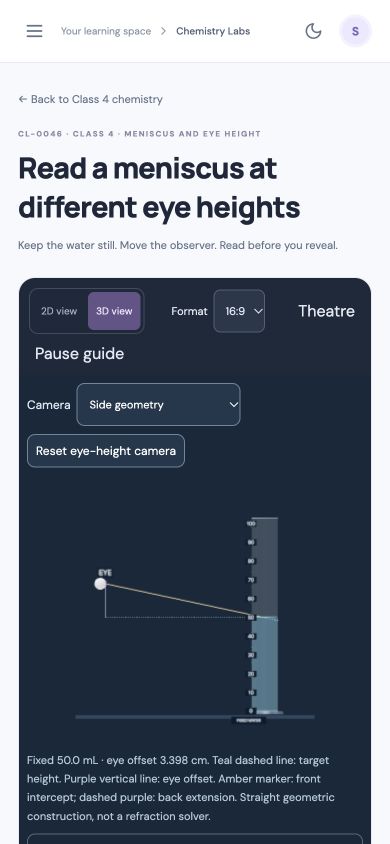 Your learning space > Chemistry Labs
S
← Back to Class 4 chemistry
CL-0046 · CLASS 4 · MENISCUS AND EYE HEIGHT
Read a meniscus at
different eye heights
Keep the water still. Move the observer. Read before you reveal.
2D view 3D view Format 16:9 Theatre
Pause guide
Camera Side geometry
Reset eye-height camera
100
90
80
EYE
70
60
50
40
30
20
10
0
Fixed 50.0 mL · eye offset 3.398 cm. Teal dashed line: target
height. Purple vertical line: eye offset. Amber marker: front
intercept; dashed purple: back extension. Straight geometric
construction, not a refraction solver.